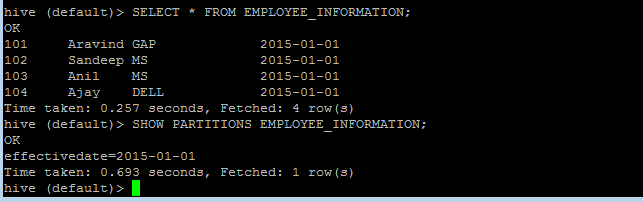 hive (default)> SELECT * FROM EMPLOYEE_INFORMATION;
OK
101     Aravind GAP             2015-01-01
102     Sandeep MS              2015-01-01
103     Anil    MS              2015-01-01
104     Ajay    DELL            2015-01-01
Time taken: 0.257 seconds, Fetched: 4 row(s)
hive (default)> SHOW PARTITIONS EMPLOYEE_INFORMATION;
OK
effectivedate=2015-01-01
Time taken: 0.693 seconds, Fetched: 1 row(s)
hive (default)>